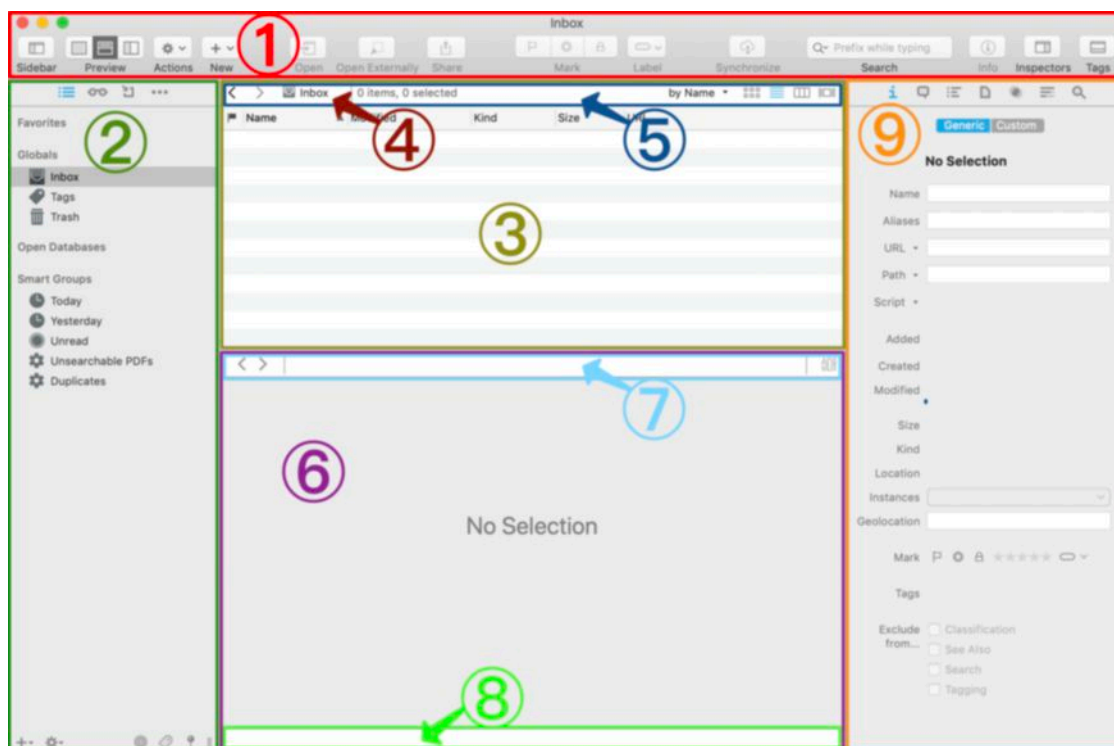 Inbox
①
Prefix while typing
Sidebar Preview Actions New Open Open Externally Share Mark Label Synchronize Search Info Inspectors Tags
②
Favorites
Globals
Inbox
Tags
Trash
Open Databases
Smart Groups
Today
Yesterday
Unread
Unsearchable PDFs
Duplicates
Inbox 0 items, 0 selected by Name
④ ⑤
Name Modified Kind Size
③
⑦
⑥
No Selection
⑧
⑨
Generic Custom
No Selection
Name
Aliases
URL
Path
Script
Added
Created
Modified
Size
Kind
Location
Instances
Geolocation
Mark
Tags
Exclude from... Classification
See Also
Search
Tagging